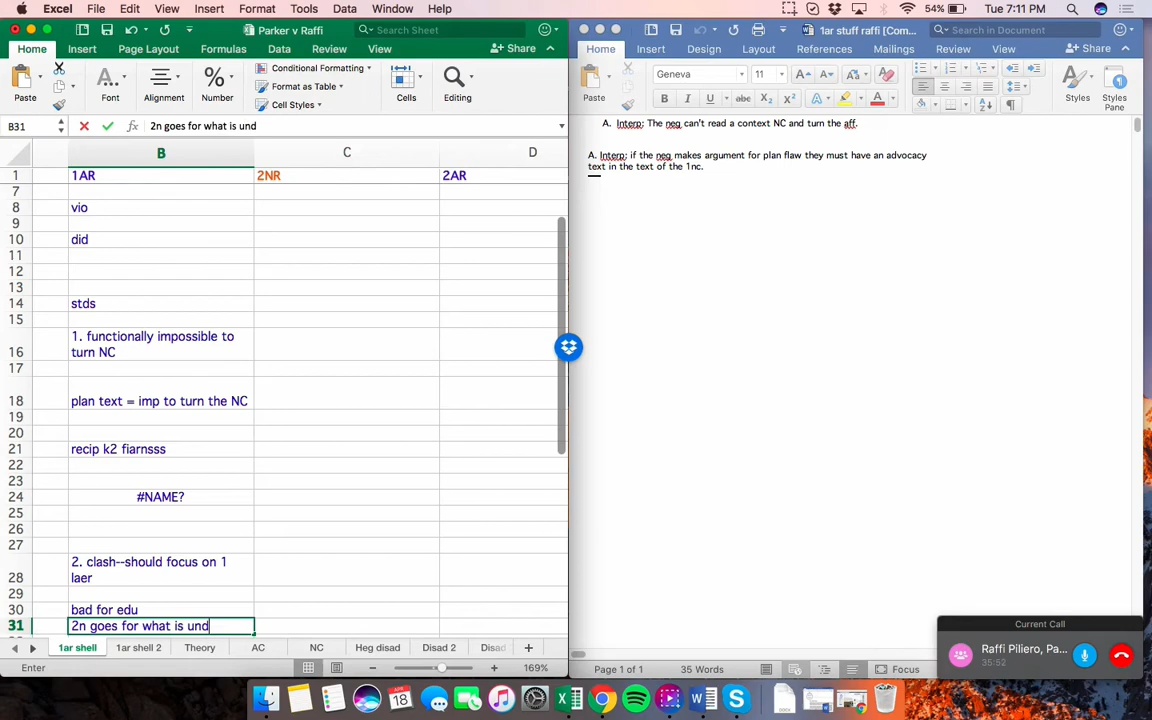 Excel File Edit View Insert Format Tools Data Window Help 54% Tue 7:11 PM
Parker v Raffi Search Sheet
Home Insert Page Layout Formulas Data Review View Share
Paste Font Alignment Number Conditional Formatting Format as Table Cell Styles Cells Editing
B31 fx 2n goes for what is und
B C D
1 1AR 2NR 2AR
7
8 vio
9
10 did
11
12
13
14 stds
15
1. functionally impossible to
16 turn NC
17
18 plan text = imp to turn the NC
19
20
21 recip k2 fiarnsss
22
23
24 #NAME?
25
26
27
2. clash--should focus on 1
28 laer
29
30 bad for edu
31 2n goes for what is und
1ar shell 1ar shell 2 Theory AC NC Heg disad Disad 2 Disad
Enter 169%
1ar stuff raffi [Com... Search in Document
Home Insert Design Layout References Mailings Review View Share
Paste Geneva 11 Styles Styles Pane
B I U abc X2 X2 A A
A. Interp: The neg can't read a context NC and turn the aff.
A. Interp: if the neg makes argument for plan flaw they must have an advocacy
text in the text of the 1nc.
Current Call
Raffi Piliero, Pa...
35:52
Page 1 of 1 35 Words Focus
APR 18